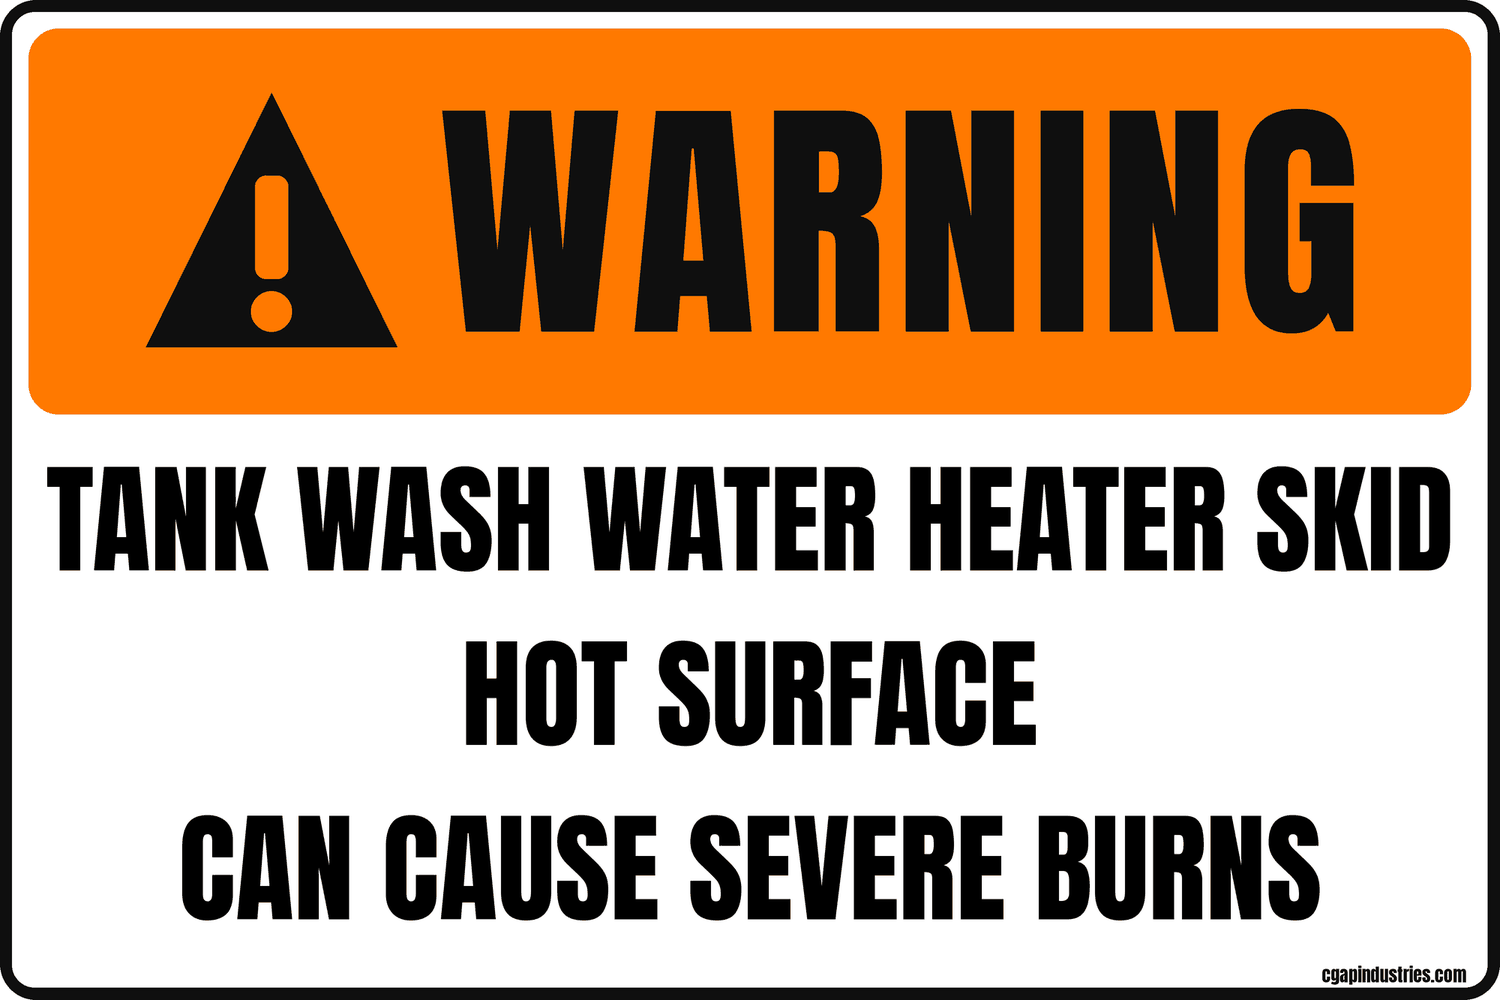 WARNING
TANK WASH WATER HEATER SKID
HOT SURFACE
CAN CAUSE SEVERE BURNS
cgapindustries.com